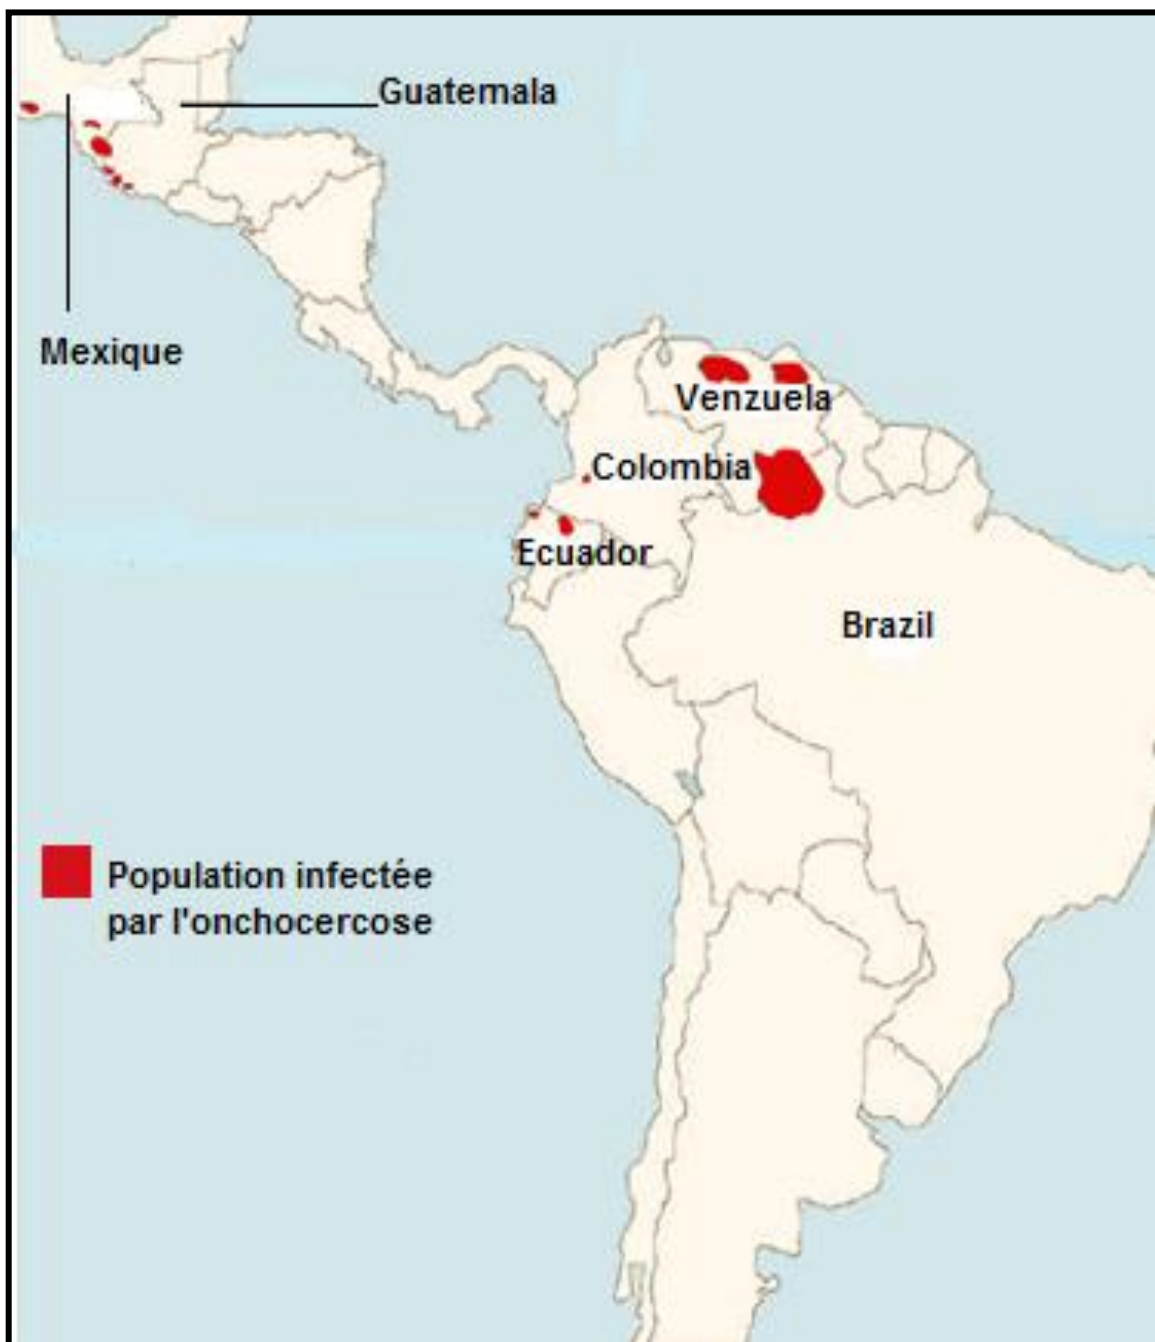 Guatemala
Mexique
Venzuela
Colombia
Ecuador
Brazil
Population infectée
par l'onchocercose